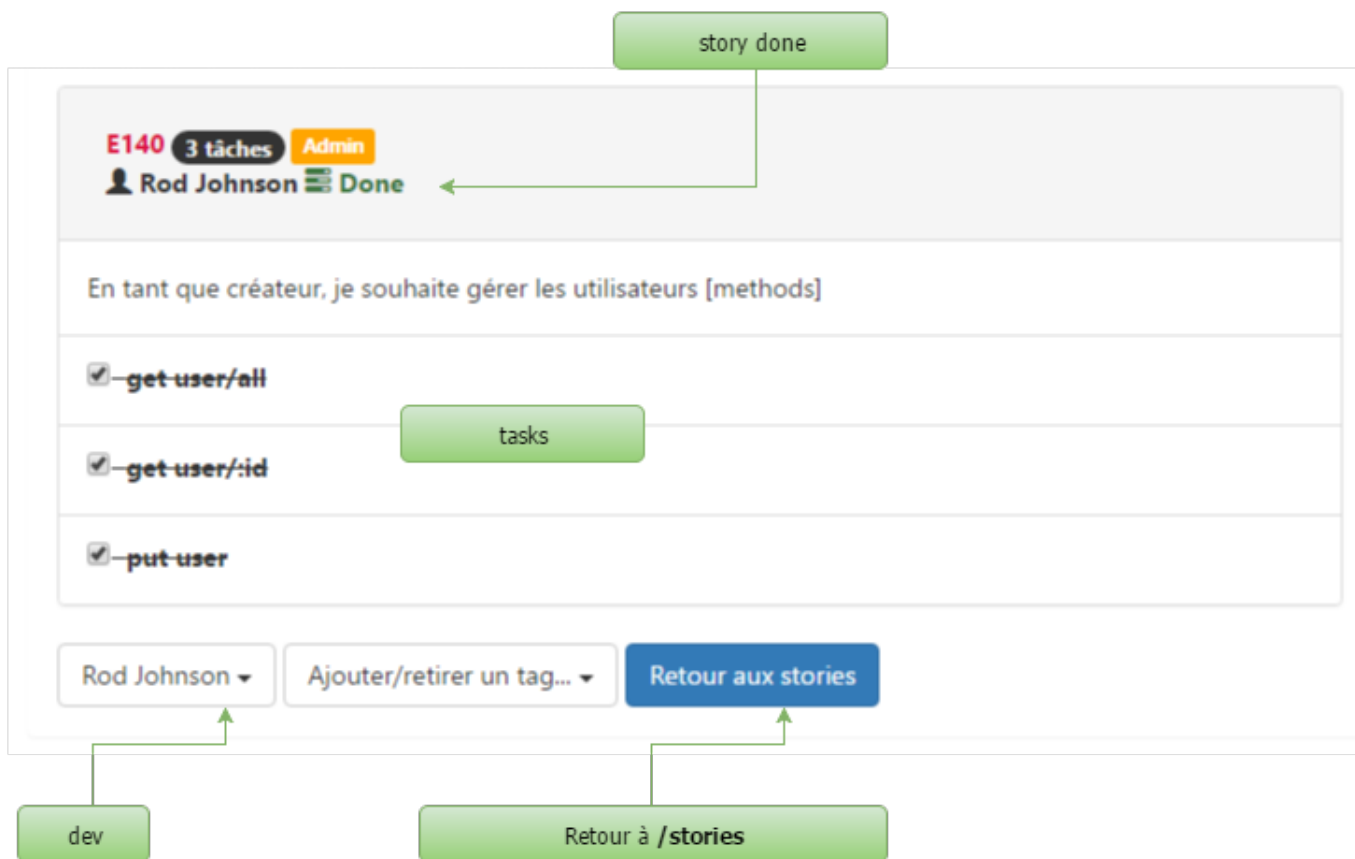 story done
E140 3 tâches Admin
Rod Johnson Done
En tant que créateur, je souhaite gérer les utilisateurs [methods]
get user/all
tasks
get user/:id
put user
Rod Johnson Ajouter/retirer un tag... Retour aux stories
dev Retour à /stories